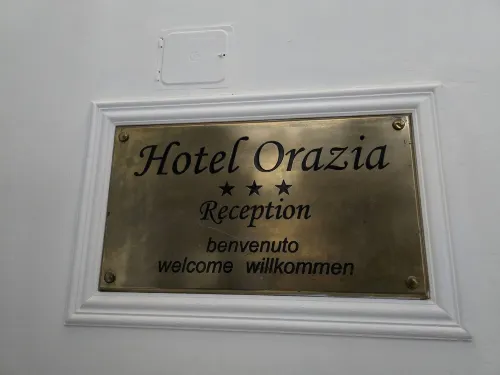 Hotel Orazia
★ ★ ★
Reception
benvenuto
welcome willkommen